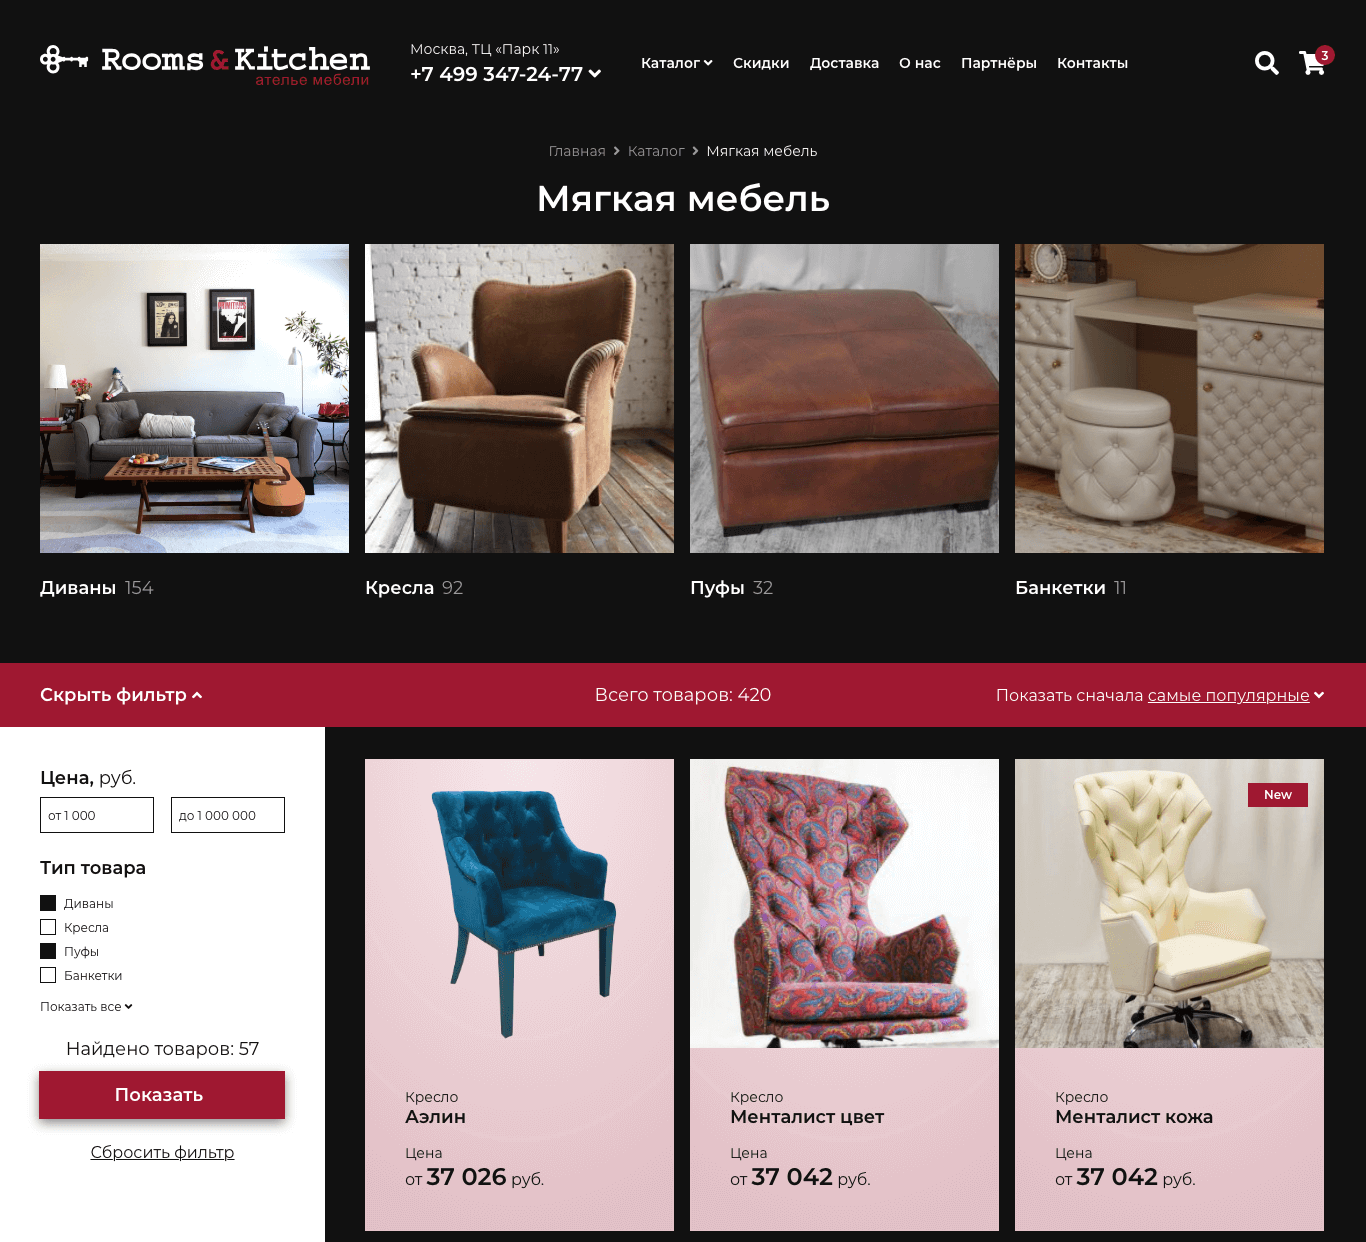 Rooms & Kitchen
ателье мебели
Москва, ТЦ «Парк 11»
+7 499 347-24-77
Каталог Скидки Доставка О нас Партнёры Контакты
3
Главная Каталог Мягкая мебель
Мягкая мебель
Диваны 154
Кресла 92
Пуфы 32
Банкетки 11
Скрыть фильтр
Всего товаров: 420
Показать сначала самые популярные
Цена, руб.
от 1 000
до 1 000 000
Тип товара
Диваны
Кресла
Пуфы
Банкетки
Показать все
Найдено товаров: 57
Показать
Сбросить фильтр
Кресло
Аэлин
Цена
от 37 026 руб.
Кресло
Менталист цвет
Цена
от 37 042 руб.
New
Кресло
Менталист кожа
Цена
от 37 042 руб.